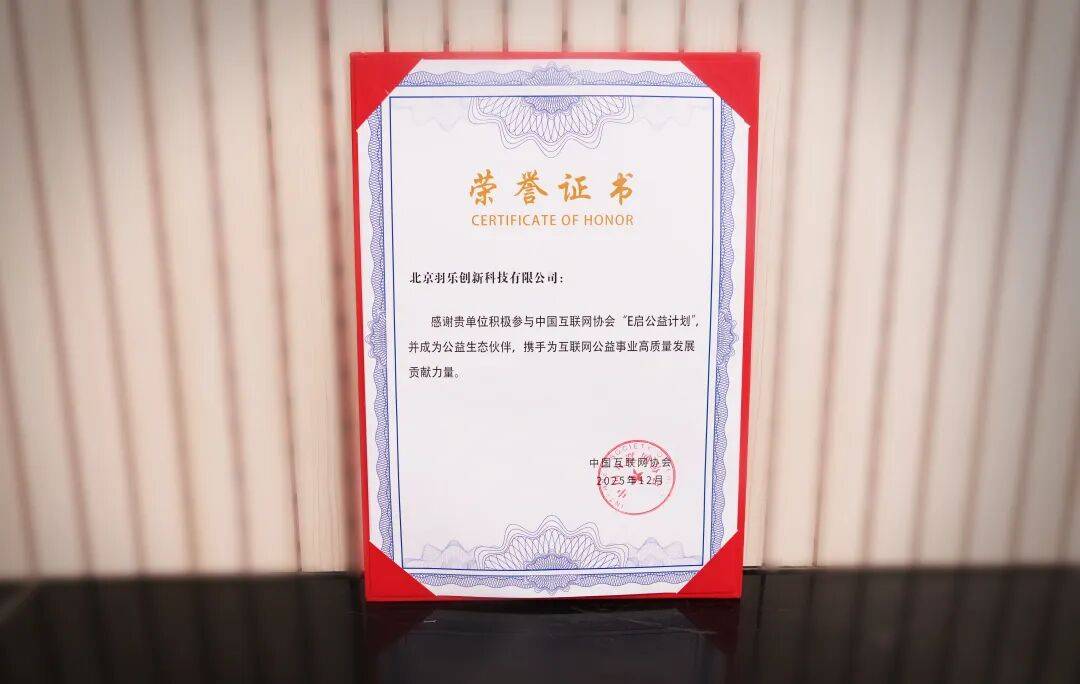 荣誉证书
CERTIFICATE OF HONOR
北京羽乐创新科技有限公司：
感谢贵单位积极参与中国互联网协会“E启公益计划”，
并成为公益生态伙伴，携手为互联网公益事业高质量发展
贡献力量。
中国互联网协会
2025年12月